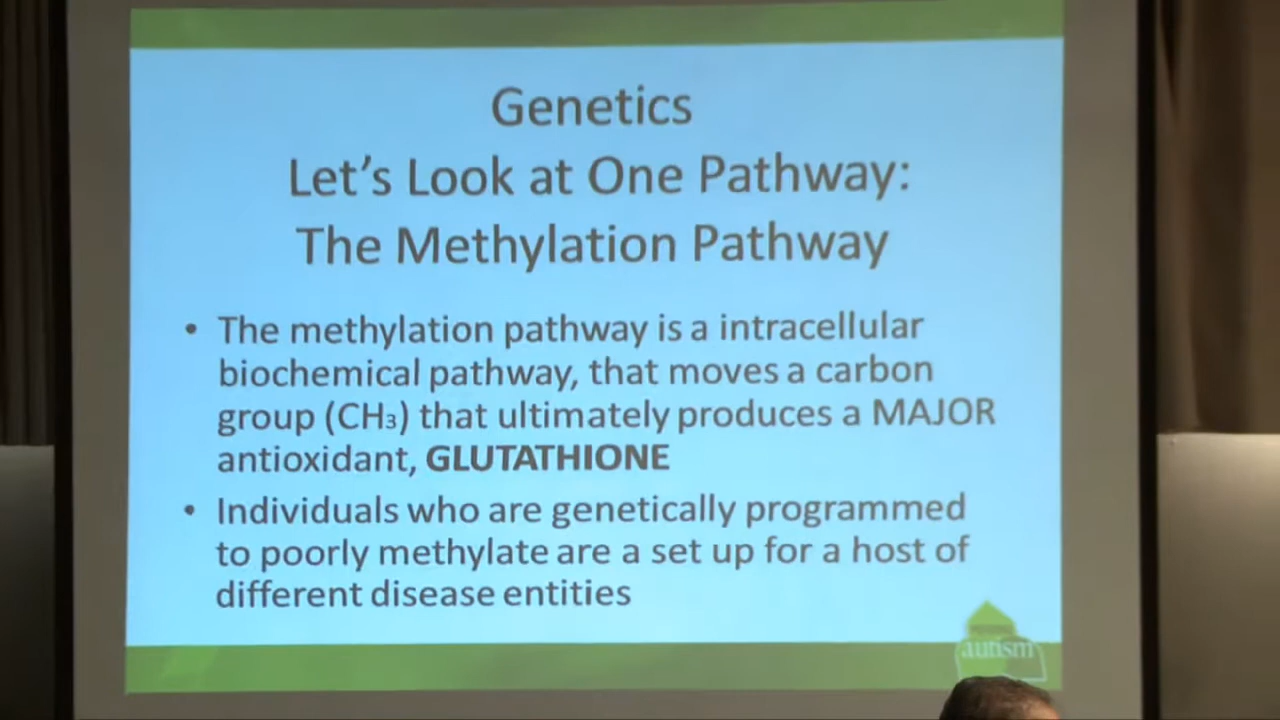 Genetics
Let's Look at One Pathway:
The Methylation Pathway
• The methylation pathway is a intracellular
biochemical pathway, that moves a carbon
group (CH₃) that ultimately produces a MAJOR
antioxidant, GLUTATHIONE
• Individuals who are genetically programmed
to poorly methylate are a set up for a host of
different disease entities
autism